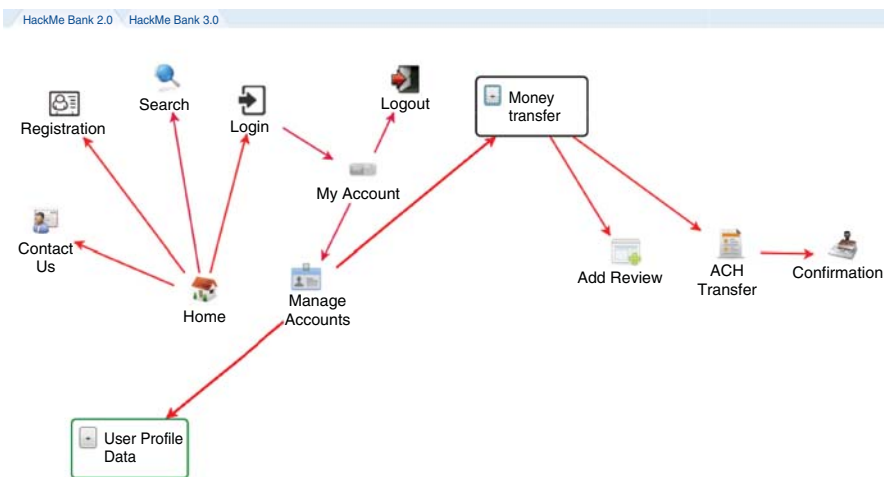 HackMe Bank 2.0 HackMe Bank 3.0
Search
Registration
Login
Logout
Money
transfer
My Account
Contact
Us
Home
Manage
Accounts
Add Review
ACH
Transfer
Confirmation
User Profile
Data